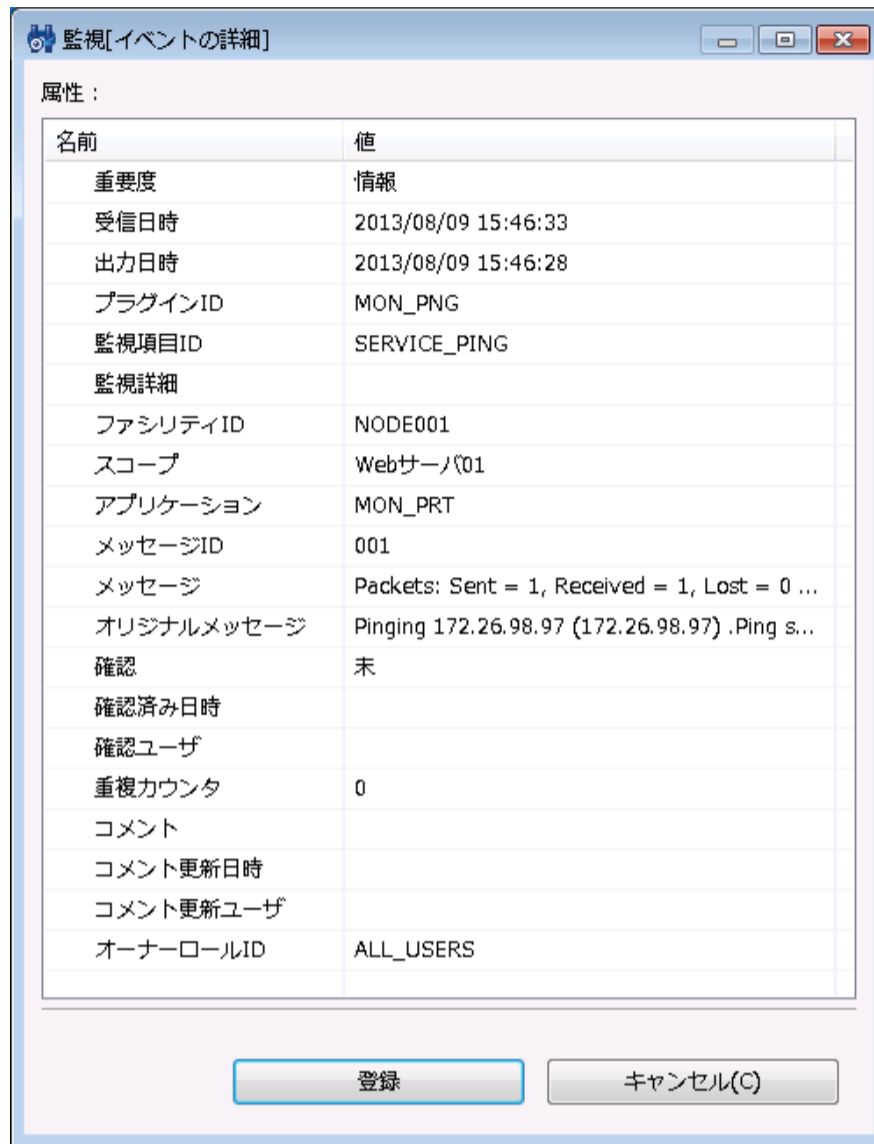 監視[イベントの詳細]
属性：
名前 値
重要度 情報
受信日時 2013/08/09 15:46:33
出力日時 2013/08/09 15:46:28
プラグインID MON_PNG
監視項目ID SERVICE_PING
監視詳細
ファシリティID NODE001
スコープ Webサーバ01
アプリケーション MON_PRT
メッセージID 001
メッセージ Packets: Sent = 1, Received = 1, Lost = 0 ...
オリジナルメッセージ Pinging 172.26.98.97 (172.26.98.97) .Ping s...
確認 未
確認済み日時
確認ユーザ
重複カウンタ 0
コメント
コメント更新日時
コメント更新ユーザ
オーナーロールID ALL_USERS
登録 キャンセル(C)